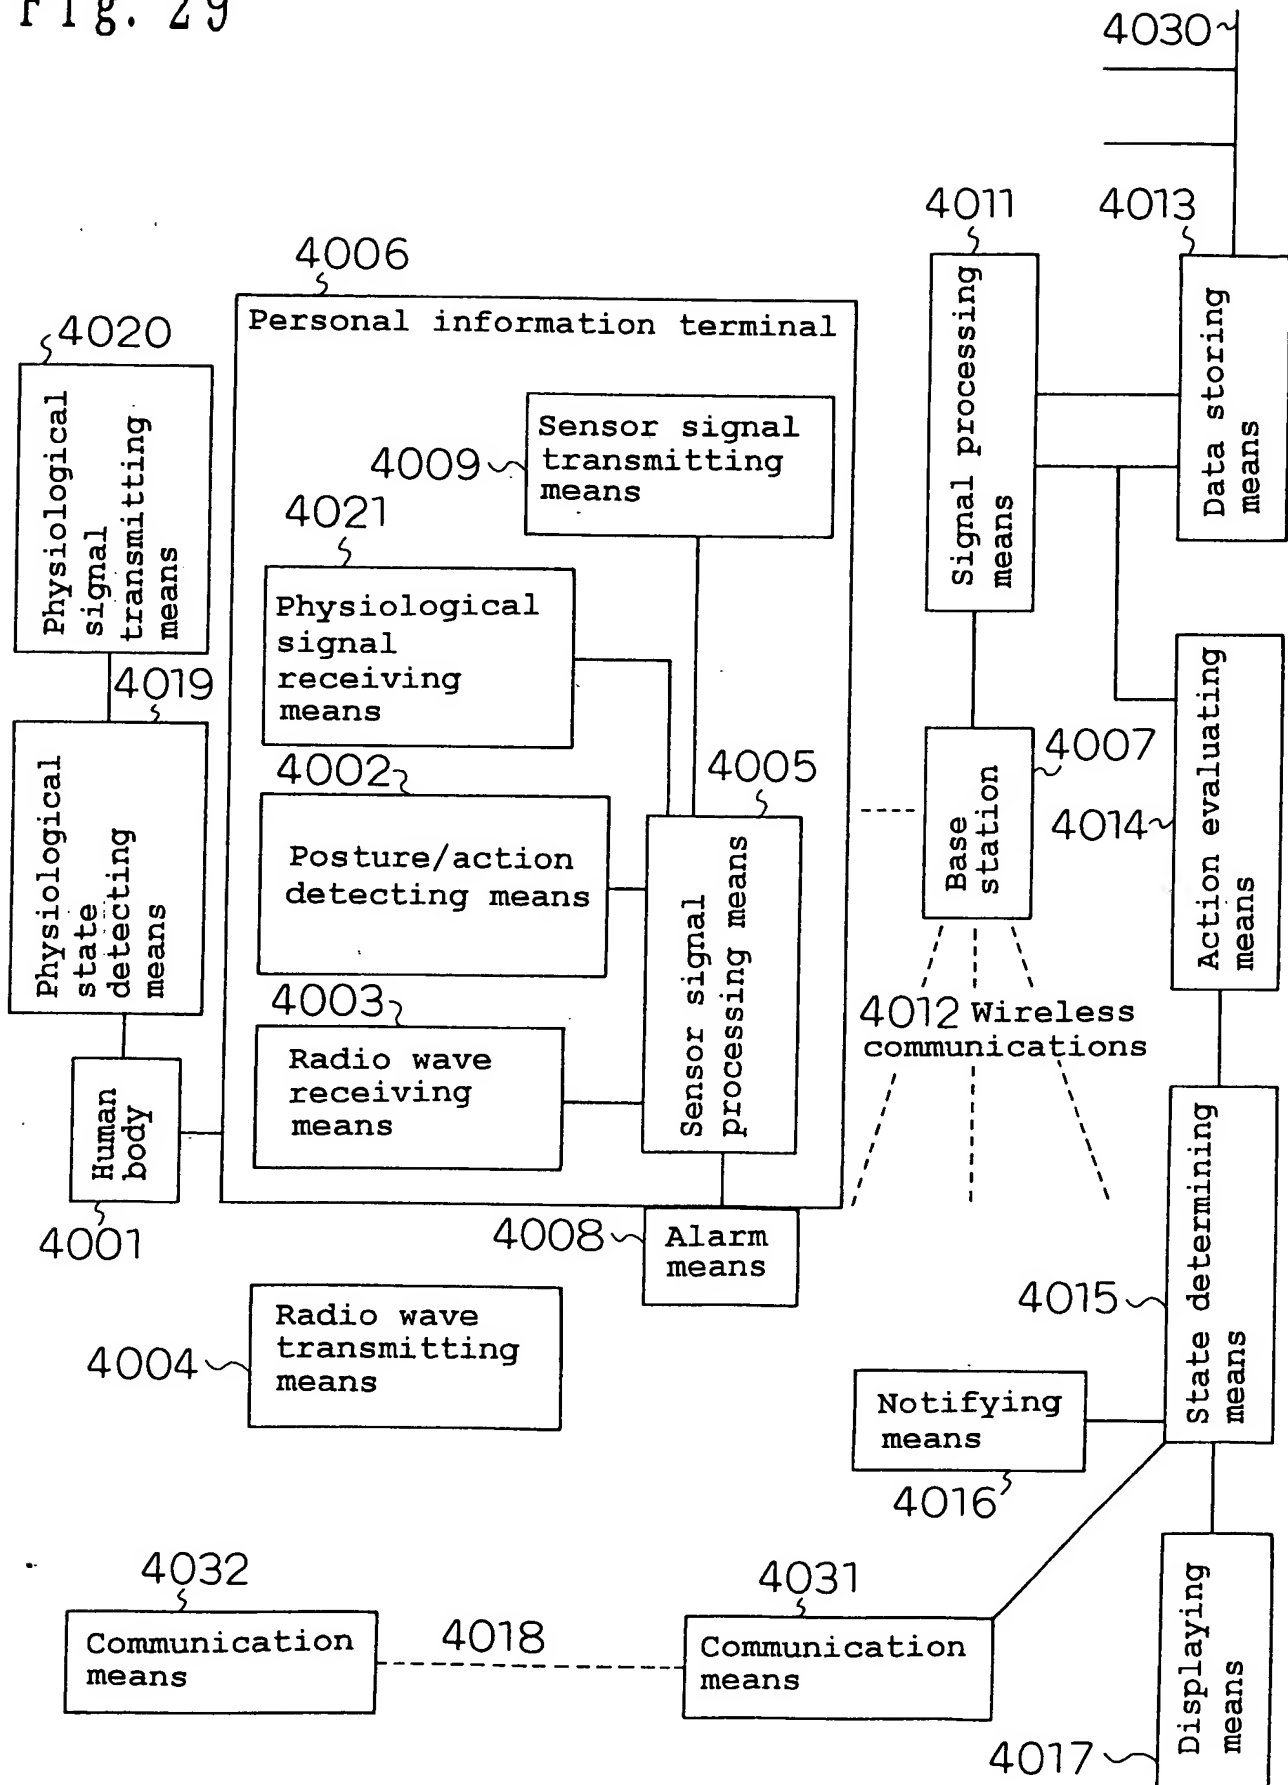 Fig. 29
4030
4011
4013
4006
4020
Personal information terminal
Signal processing
means
Data storing
means
Physiological
signal
transmitting
means
Sensor signal
transmitting
means
4009
4021
Physiological
signal
receiving
means
4019
Physiological
state
detecting
means
4002
4005
Posture/action
detecting means
Sensor signal
processing means
4007
Base
station
4014
Action evaluating
means
4003
Radio wave
receiving
means
4012 Wireless
communications
Human
body
4001
4008
Alarm
means
Radio wave
transmitting
means
4004
4015
State determining
means
Notifying
means
4016
4032
4031
Communication
means
4018
Communication
means
Displaying
means
4017